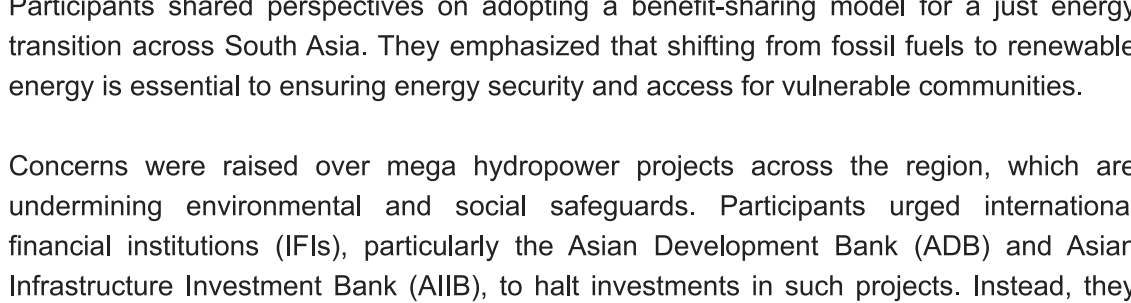 Participants shared perspectives on adopting a benefit-sharing model for a just energy
transition across South Asia. They emphasized that shifting from fossil fuels to renewable
energy is essential to ensuring energy security and access for vulnerable communities.
Concerns were raised over mega hydropower projects across the region, which are
undermining environmental and social safeguards. Participants urged international
financial institutions (IFIs), particularly the Asian Development Bank (ADB) and Asian
Infrastructure Investment Bank (AIIB), to halt investments in such projects. Instead, they